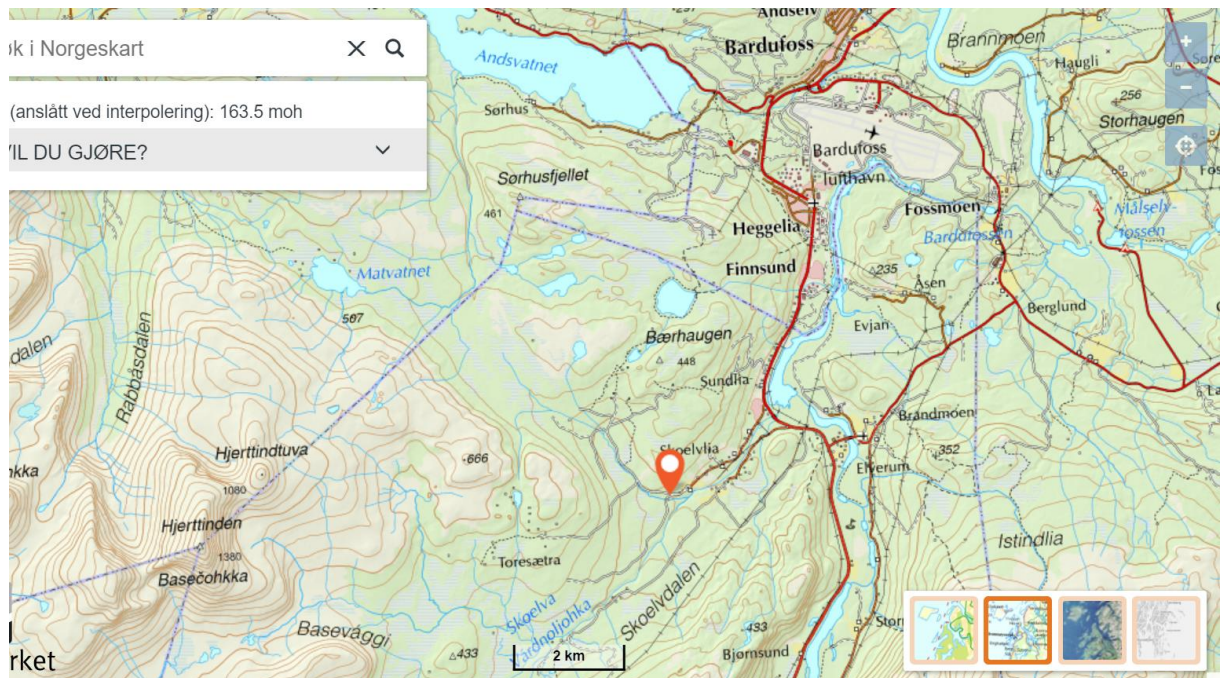 øk i Norgeskart
(anslått ved interpolering): 163.5 moh
VIL DU GJØRE?
Andselv
Bardufoss
Andsvatnet
Brannmoen
Haugli
256
Storhaugen
Sørhus
Bardufoss
lufthavn
Sørhusfjellet
461
Fossmoen
Målselv-
fossen
Heggelia
Bardufossen
Finnsund
235
Åsen
Matvatnet
507
Berglund
Evjan
Bærhaugen
448
dalen
Rabbåsdalen
Sundlia
Brandmoen
Skoelvlia
Hjerttindtuva
666
352
Elverum
nkka
1080
Hjerttinden
1380
Basečohkka
Istindlia
Toresætra
Skoelvdalen
Skoelva
Basevággi
433
433
Bjørnsund
2 km
rket